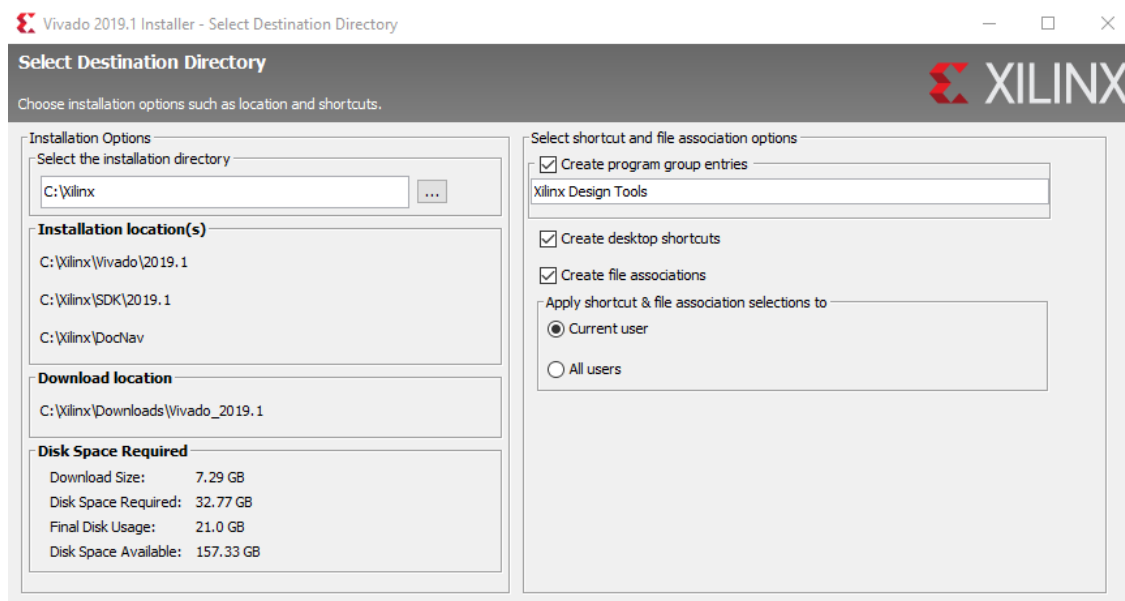 Vivado 2019.1 Installer - Select Destination Directory
Select Destination Directory
Choose installation options such as location and shortcuts.
XILINX
Installation Options
Select the installation directory
C:\Xilinx
...
Installation location(s)
C:\Xilinx\Vivado\2019.1
C:\Xilinx\SDK\2019.1
C:\Xilinx\DocNav
Download location
C:\Xilinx\Downloads\Vivado_2019.1
Disk Space Required
Download Size: 7.29 GB
Disk Space Required: 32.77 GB
Final Disk Usage: 21.0 GB
Disk Space Available: 157.33 GB
Select shortcut and file association options
Create program group entries
Xilinx Design Tools
Create desktop shortcuts
Create file associations
Apply shortcut & file association selections to
Current user
All users